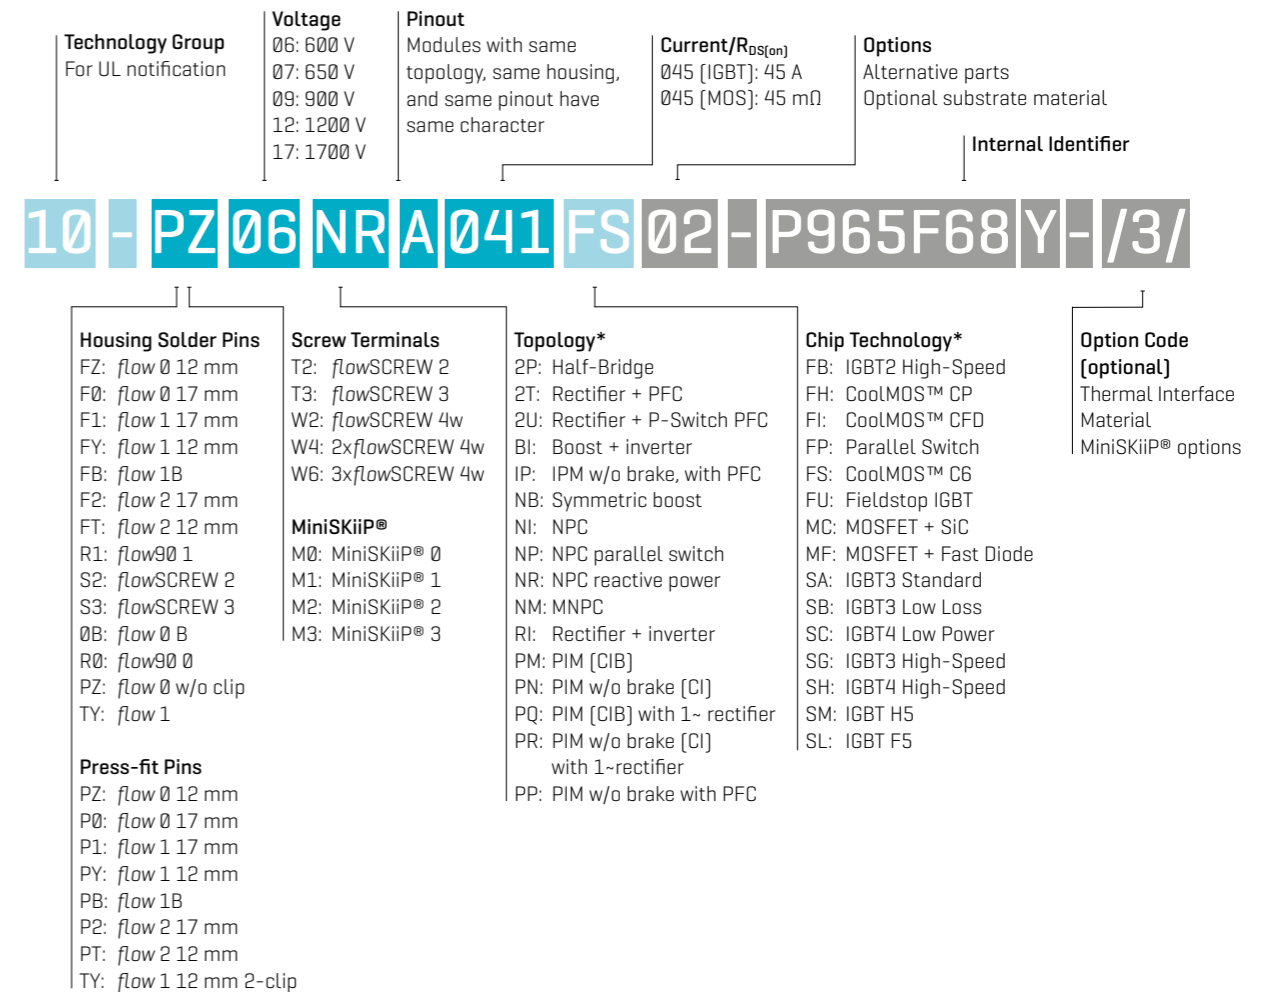 Technology Group
For UL notification
Voltage
06: 600 V
07: 650 V
09: 900 V
12: 1200 V
17: 1700 V
Pinout
Modules with same
topology, same housing,
and same pinout have
same character
Current/RDS(on)
045 (IGBT): 45 A
045 (MOS): 45 mΩ
Options
Alternative parts
Optional substrate material
Internal Identifier
10 - PZ 06 NR A 041 FS 02 - P965F68 Y - /3/
Housing Solder Pins
FZ: flow 0 12 mm
F0: flow 0 17 mm
F1: flow 1 17 mm
FY: flow 1 12 mm
FB: flow 1B
F2: flow 2 17 mm
FT: flow 2 12 mm
R1: flow90 1
S2: flowSCREW 2
S3: flowSCREW 3
0B: flow 0 B
R0: flow90 0
PZ: flow 0 w/o clip
TY: flow 1
Press-fit Pins
PZ: flow 0 12 mm
P0: flow 0 17 mm
P1: flow 1 17 mm
PY: flow 1 12 mm
PB: flow 1B
P2: flow 2 17 mm
PT: flow 2 12 mm
TY: flow 1 12 mm 2-clip
Screw Terminals
T2: flowSCREW 2
T3: flowSCREW 3
W2: flowSCREW 4w
W4: 2xflowSCREW 4w
W6: 3xflowSCREW 4w
MiniSKiiP®
M0: MiniSKiiP® 0
M1: MiniSKiiP® 1
M2: MiniSKiiP® 2
M3: MiniSKiiP® 3
Topology*
2P: Half-Bridge
2T: Rectifier + PFC
2U: Rectifier + P-Switch PFC
BI: Boost + inverter
IP: IPM w/o brake, with PFC
NB: Symmetric boost
NI: NPC
NP: NPC parallel switch
NR: NPC reactive power
NM: MNPC
RI: Rectifier + inverter
PM: PIM (CIB)
PN: PIM w/o brake (CI)
PQ: PIM (CIB) with 1~ rectifier
PR: PIM w/o brake (CI)
with 1~rectifier
PP: PIM w/o brake with PFC
Chip Technology*
FB: IGBT2 High-Speed
FH: CoolMOS™ CP
FI: CoolMOS™ CFD
FP: Parallel Switch
FS: CoolMOS™ C6
FU: Fieldstop IGBT
MC: MOSFET + SiC
MF: MOSFET + Fast Diode
SA: IGBT3 Standard
SB: IGBT3 Low Loss
SC: IGBT4 Low Power
SG: IGBT3 High-Speed
SH: IGBT4 High-Speed
SM: IGBT H5
SL: IGBT F5
Option Code
(optional)
Thermal Interface
Material
MiniSKiiP® options